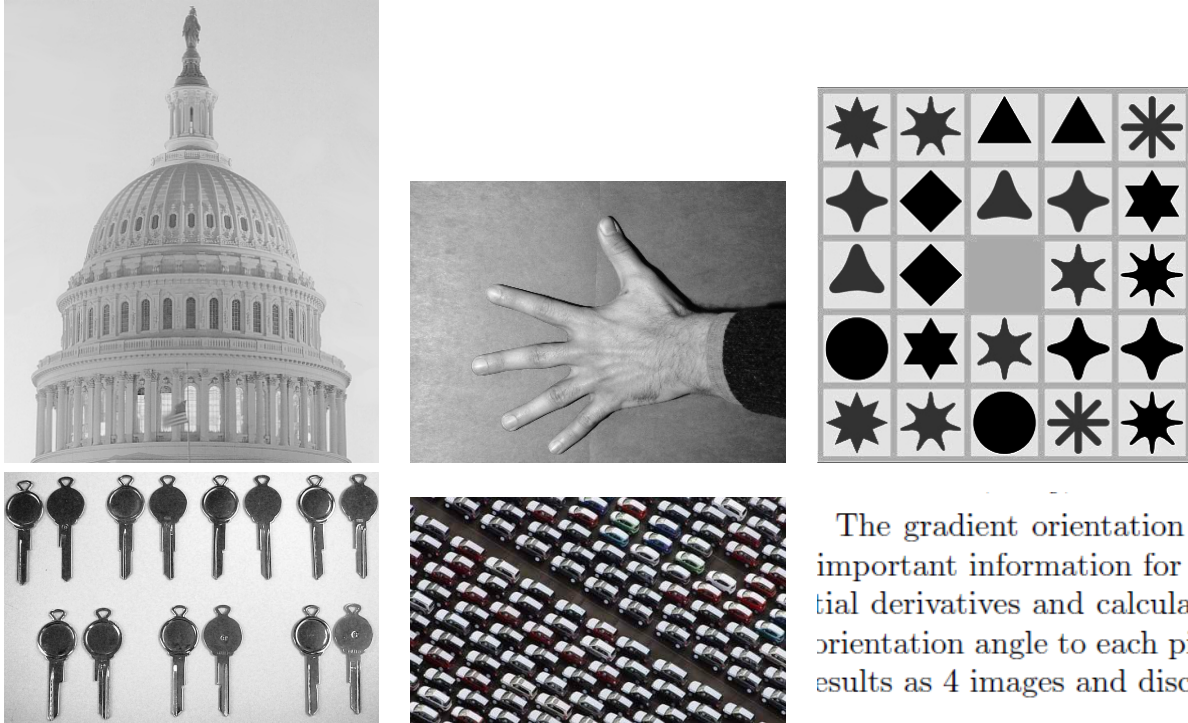 The gradient orientation
important information for
tial derivatives and calcula
orientation angle to each pi
esults as 4 images and disc